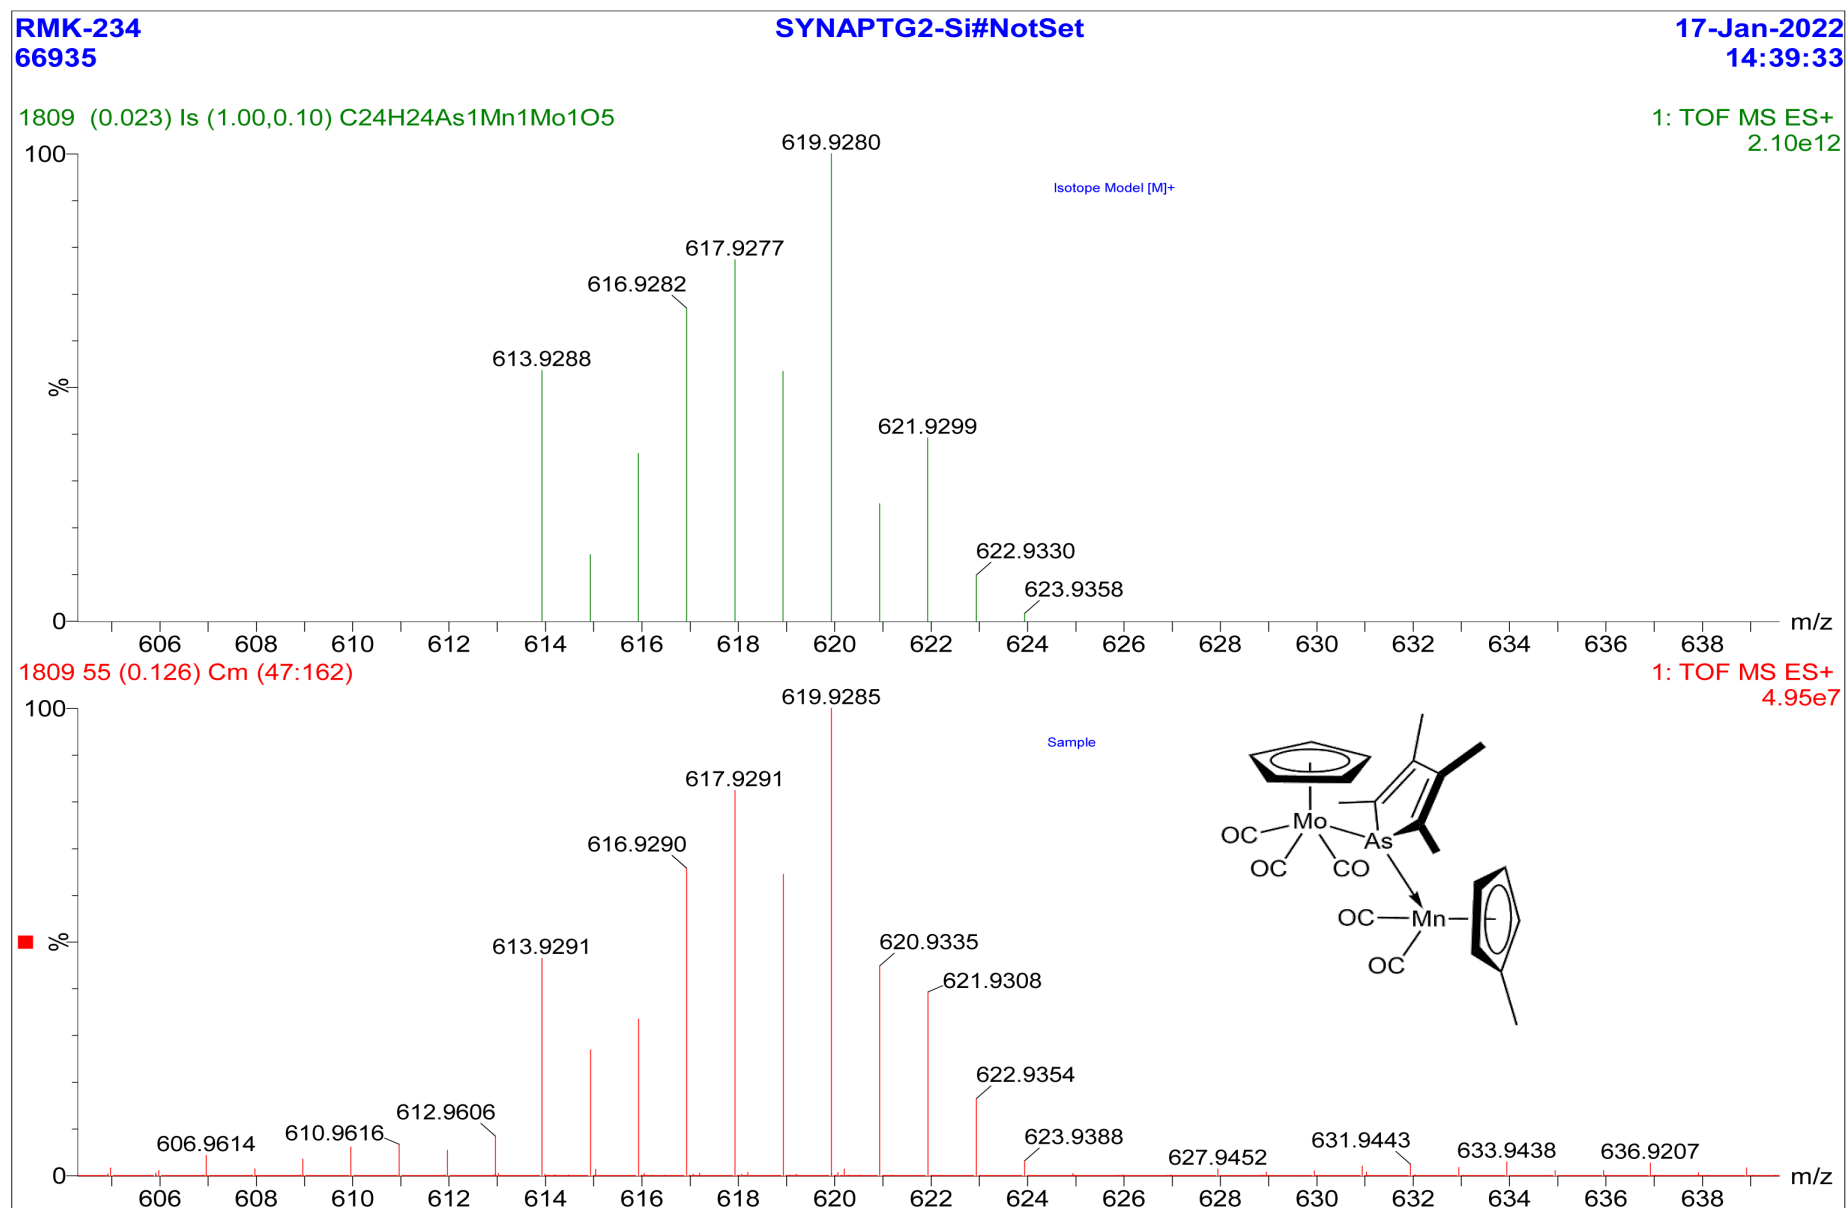 RMK-234 SYNAPTG2-Si#NotSet 17-Jan-2022
66935 14:39:33
1809 (0.023) Is (1.00,0.10) C24H24As1Mn1Mo1O5 1: TOF MS ES+
2.10e12
100
619.9280
Isotope Model [M]+
617.9277
616.9282
613.9288
%
621.9299
622.9330
623.9358
0
m/z
606 608 610 612 614 616 618 620 622 624 626 628 630 632 634 636 638
1809 55 (0.126) Cm (47:162) 1: TOF MS ES+
4.95e7
100
619.9285
Sample
617.9291
616.9290
Mo
OC
As
OC
CO
OC
Mn
%
613.9291
620.9335
OC
621.9308
622.9354
612.9606
606.9614
610.9616
623.9388
627.9452
631.9443
633.9438
636.9207
0
m/z
606 608 610 612 614 616 618 620 622 624 626 628 630 632 634 636 638